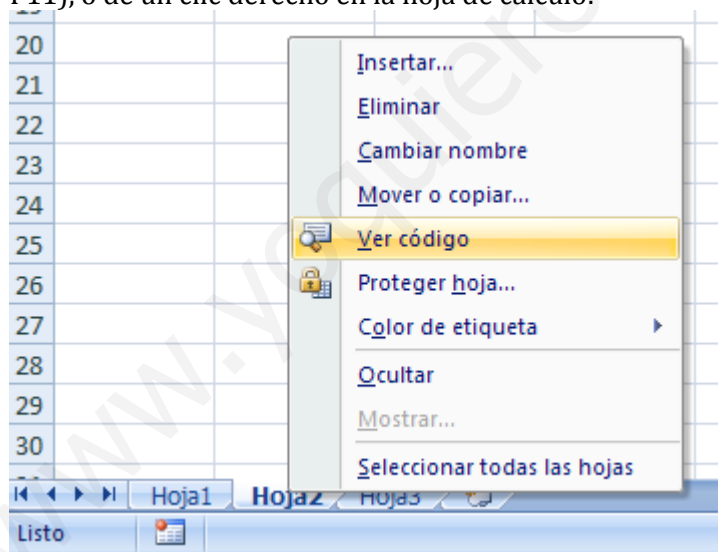 F11), o de un clic derecho en la hoja de cálculo:
20
21
22
23
24
25
26
27
28
29
30
Insertar...
Eliminar
Cambiar nombre
Mover o copiar...
Ver código
Proteger hoja...
Color de etiqueta
Ocultar
Mostrar...
Seleccionar todas las hojas
Hoja1 Hoja2 Hoja3
Listo